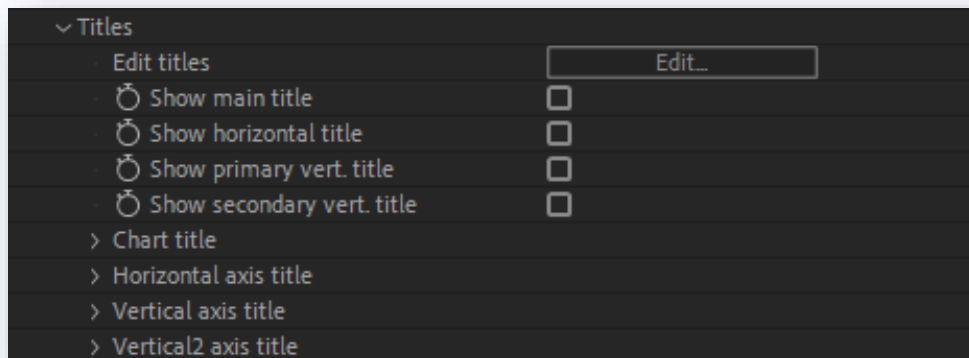 Titles
Edit titles Edit...
Show main title
Show horizontal title
Show primary vert. title
Show secondary vert. title
Chart title
Horizontal axis title
Vertical axis title
Vertical2 axis title